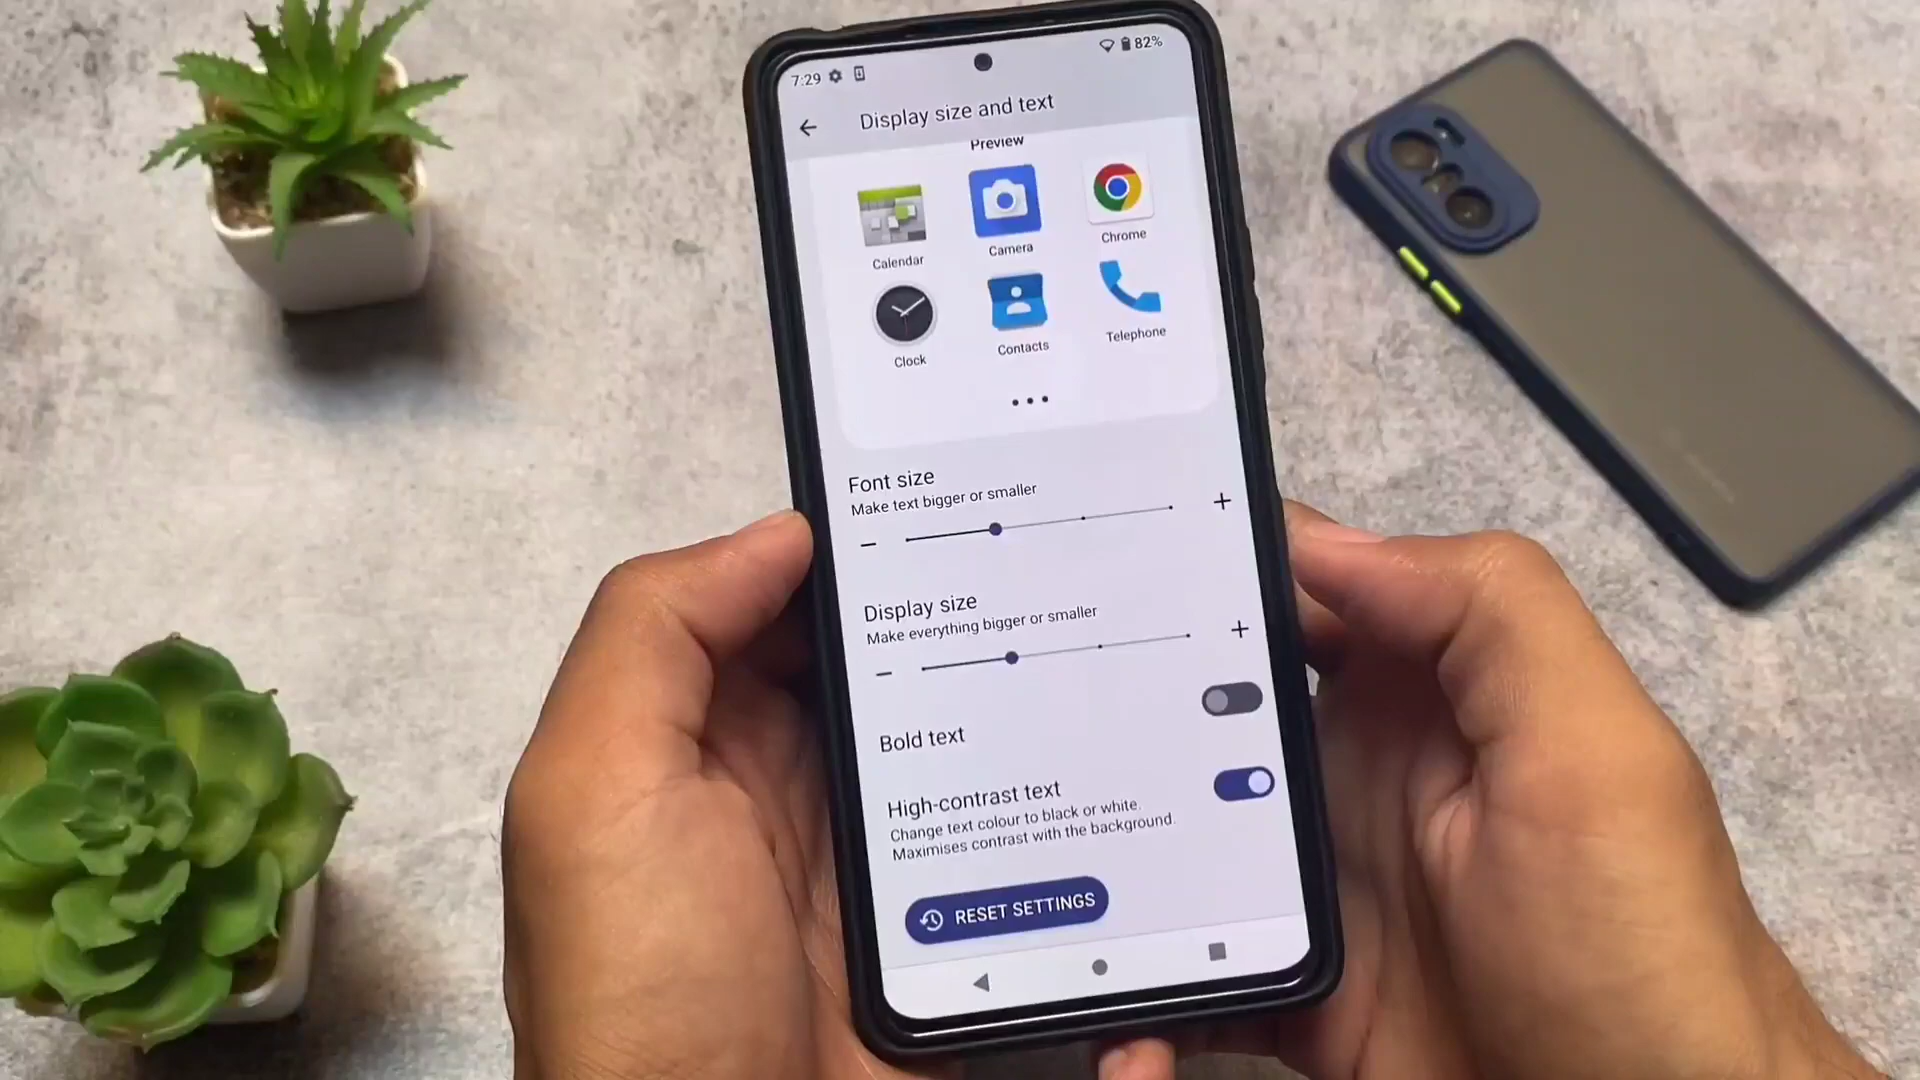 7:29
82%
Display size and text
Preview
Calendar
Camera
Chrome
Clock
Contacts
Telephone
Font size
Make text bigger or smaller
Display size
Make everything bigger or smaller
Bold text
High-contrast text
Change text colour to black or white.
Maximises contrast with the background.
RESET SETTINGS